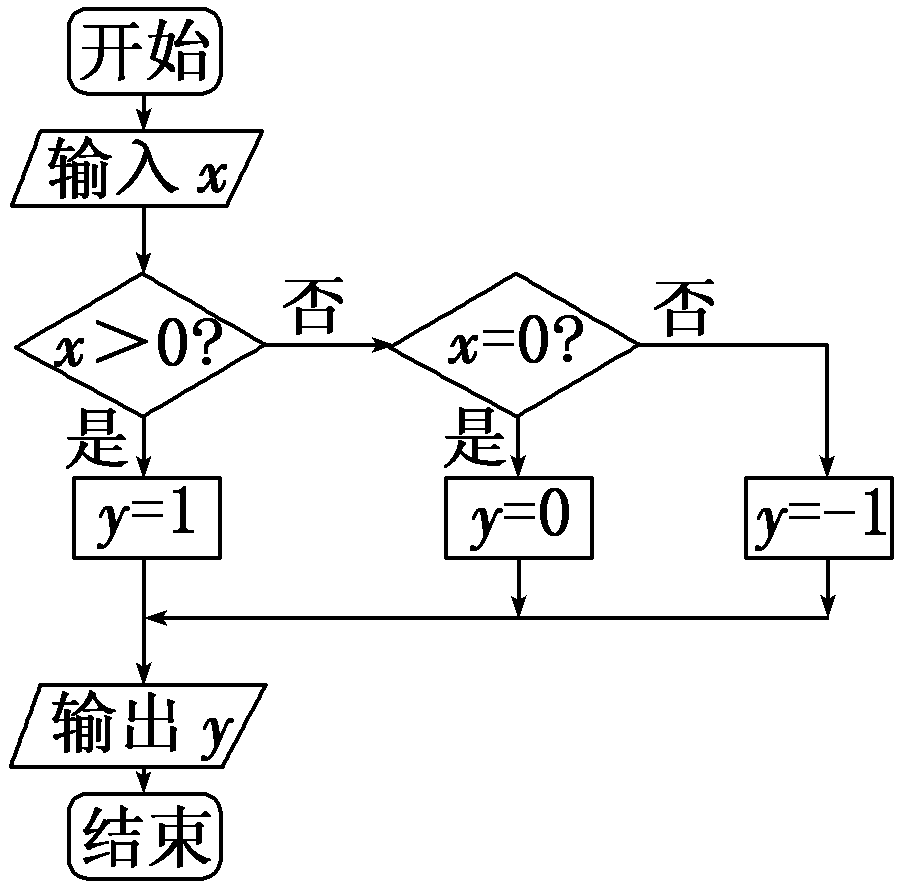 开始
输入 x
x＞0?
否
x=0?
否
是
是
y=1
y=0
y=-1
输出 y
结束